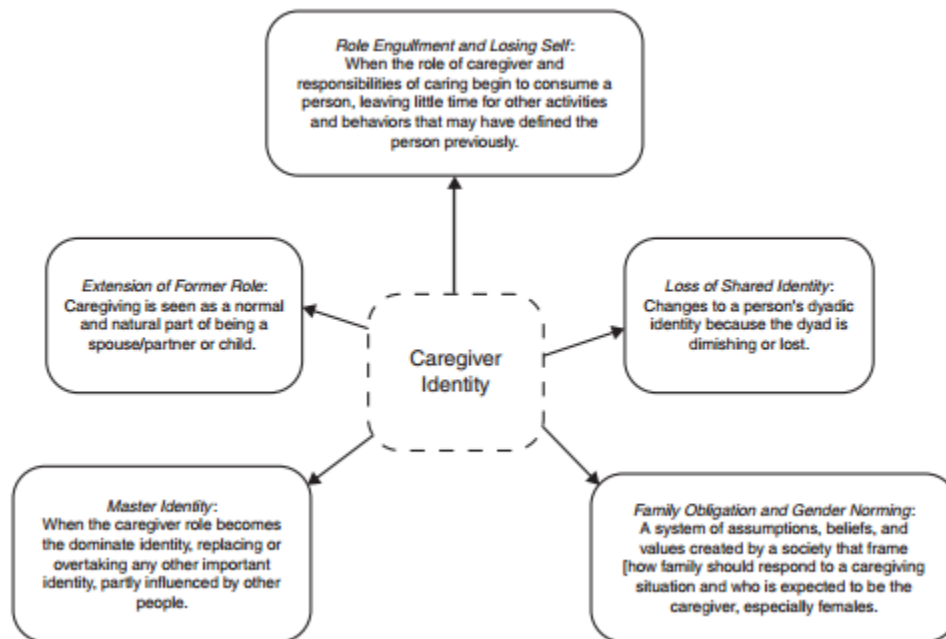 Role Engulfment and Losing Self:
When the role of caregiver and
responsibilities of caring begin to consume a
person, leaving little time for other activities
and behaviors that may have defined the
person previously.
Extension of Former Role:
Caregiving is seen as a normal
and natural part of being a
spouse/partner or child.
Loss of Shared Identity:
Changes to a person's dyadic
identity because the dyad is
dimishing or lost.
Caregiver
Identity
Master Identity:
When the caregiver role becomes
the dominate identity, replacing or
overtaking any other important
identity, partly influenced by other
people.
Family Obligation and Gender Norming:
A system of assumptions, beliefs, and
values created by a society that frame
[how family should respond to a caregiving
situation and who is expected to be the
caregiver, especially females.